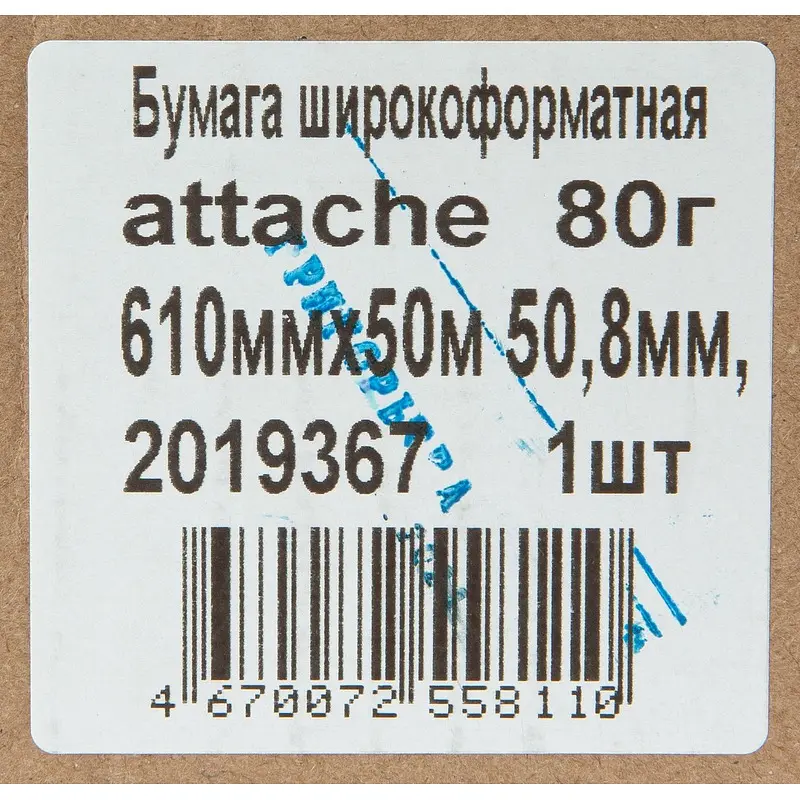 Бумага широкоформатная
attache 80г
610ммх50м 50,8мм,
2019367 1шт
4 670072 558110